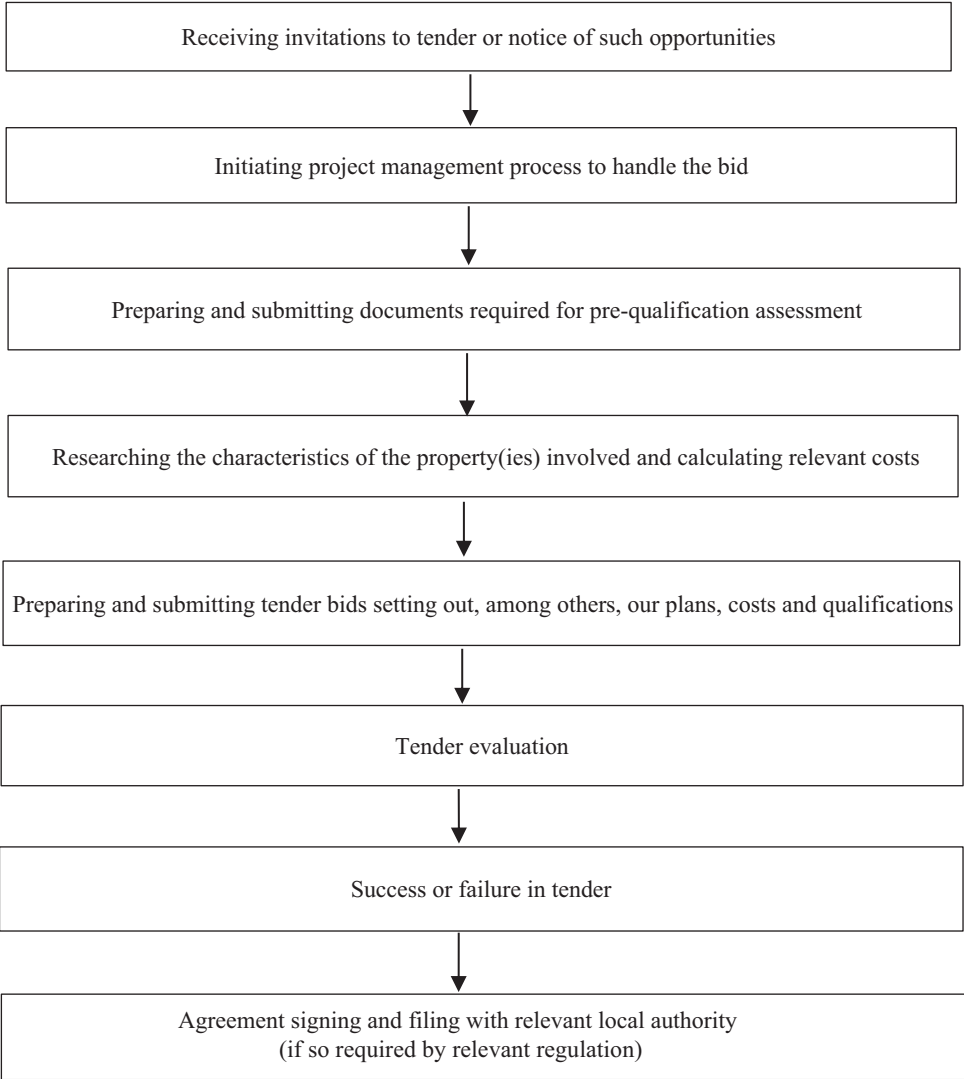 Receiving invitations to tender or notice of such opportunities
Initiating project management process to handle the bid
Preparing and submitting documents required for pre-qualification assessment
Researching the characteristics of the property(ies) involved and calculating relevant costs
Preparing and submitting tender bids setting out, among others, our plans, costs and qualifications
Tender evaluation
Success or failure in tender
Agreement signing and filing with relevant local authority
(if so required by relevant regulation)